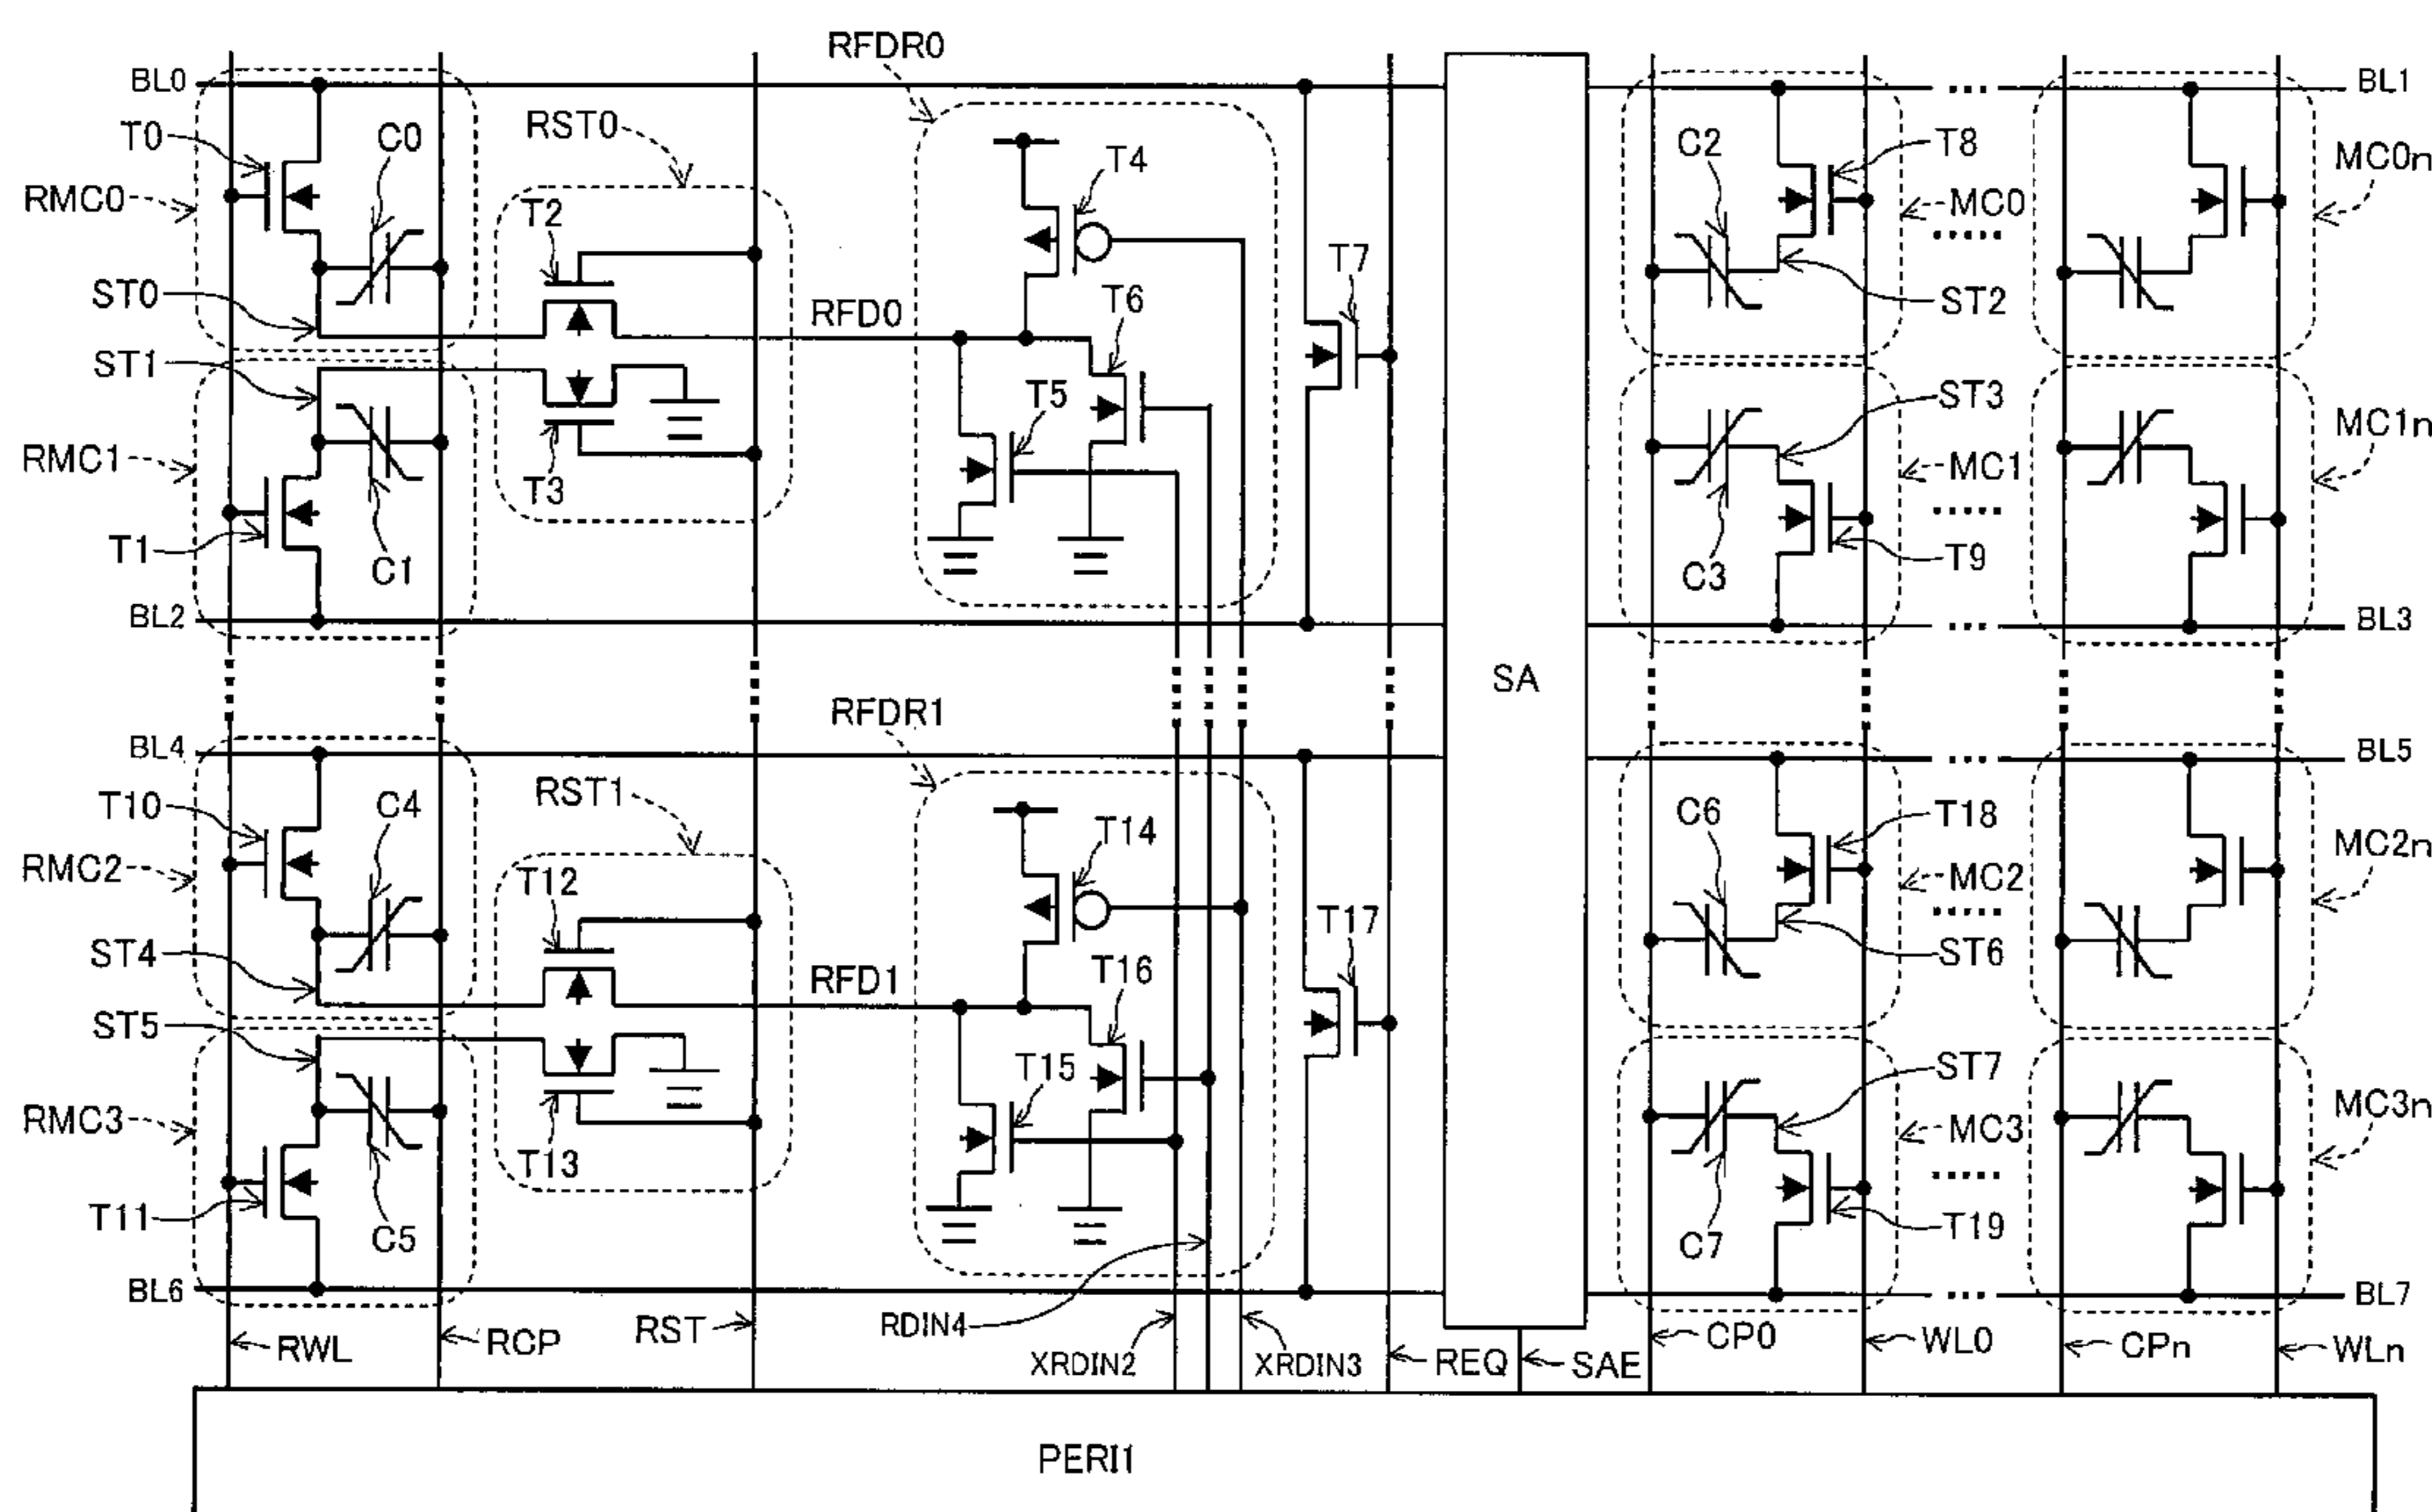 RFDR0
BL0
BL1
T0
C0
RST0
T4
C2
T8
MC0n
RMC0
T2
MC0
.....
T7
ST0
RFD0
T6
ST2
ST1
T5
ST3
MC1n
RMC1
T3
MC1
.....
T1
C1
C3
T9
BL2
BL3
SA
RFDR1
BL4
BL5
T10
C4
RST1
T14
C6
T18
MC2n
RMC2
T12
MC2
.....
T17
ST4
RFD1
T16
ST6
ST5
T15
ST7
MC3n
RMC3
T13
MC3
.....
T11
C5
C7
T19
BL6
BL7
RWL
RCP
RST
RDIN4
XRDIN2
XRDIN3
REQ
SAE
CP0
WL0
CPn
WLn
PERI1